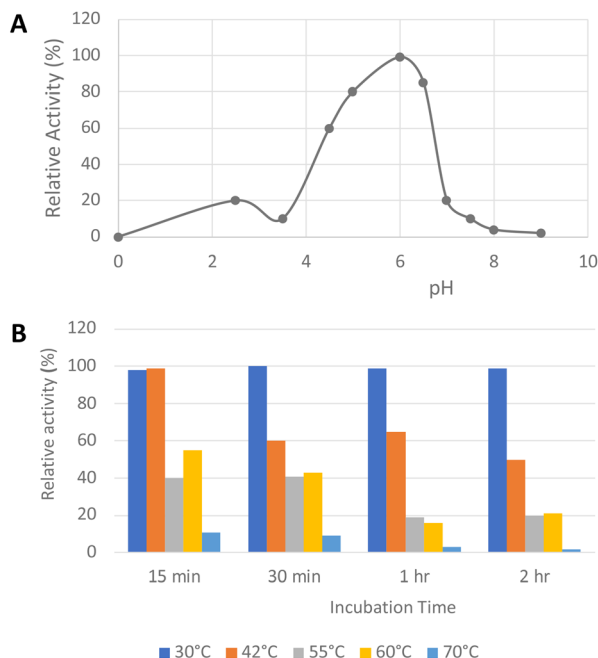 A
Relative Activity (%)
120
100
80
60
40
20
0
0 2 4 6 8 10
pH
B
Relative activity (%)
120
100
80
60
40
20
0
15 min 30 min 1 hr 2 hr
Incubation Time
30°C 42°C 55°C 60°C 70°C